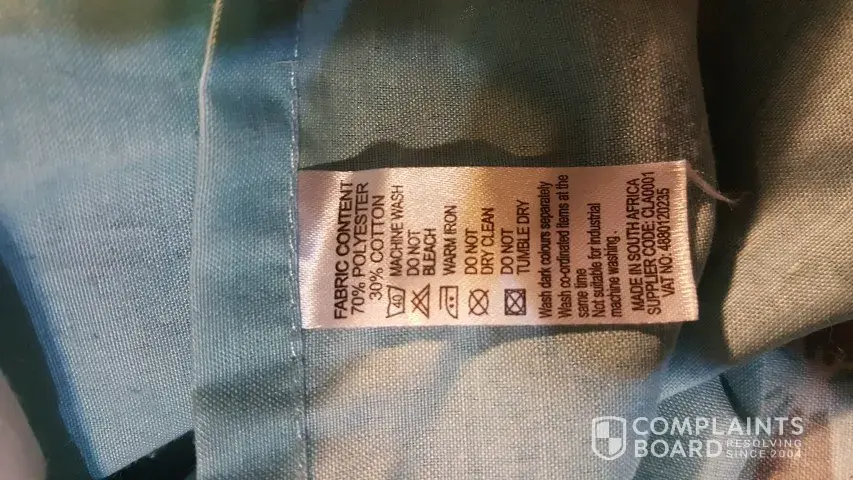 FABRIC CONTENT
70% POLYESTER
30% COTTON
40 MACHINE WASH
DO NOT
BLEACH
WARM IRON
DO NOT
DRY CLEAN
DO NOT
TUMBLE DRY
Wash dark colours separately
Wash co-ordinated items at the
same time
Not suitable for industrial
machine washing.
MADE IN SOUTH AFRICA
SUPPLIER CODE: CLA0001
VAT NO: 4880120235
COMPLAINTS
BOARD RESOLVING
SINCE 2004